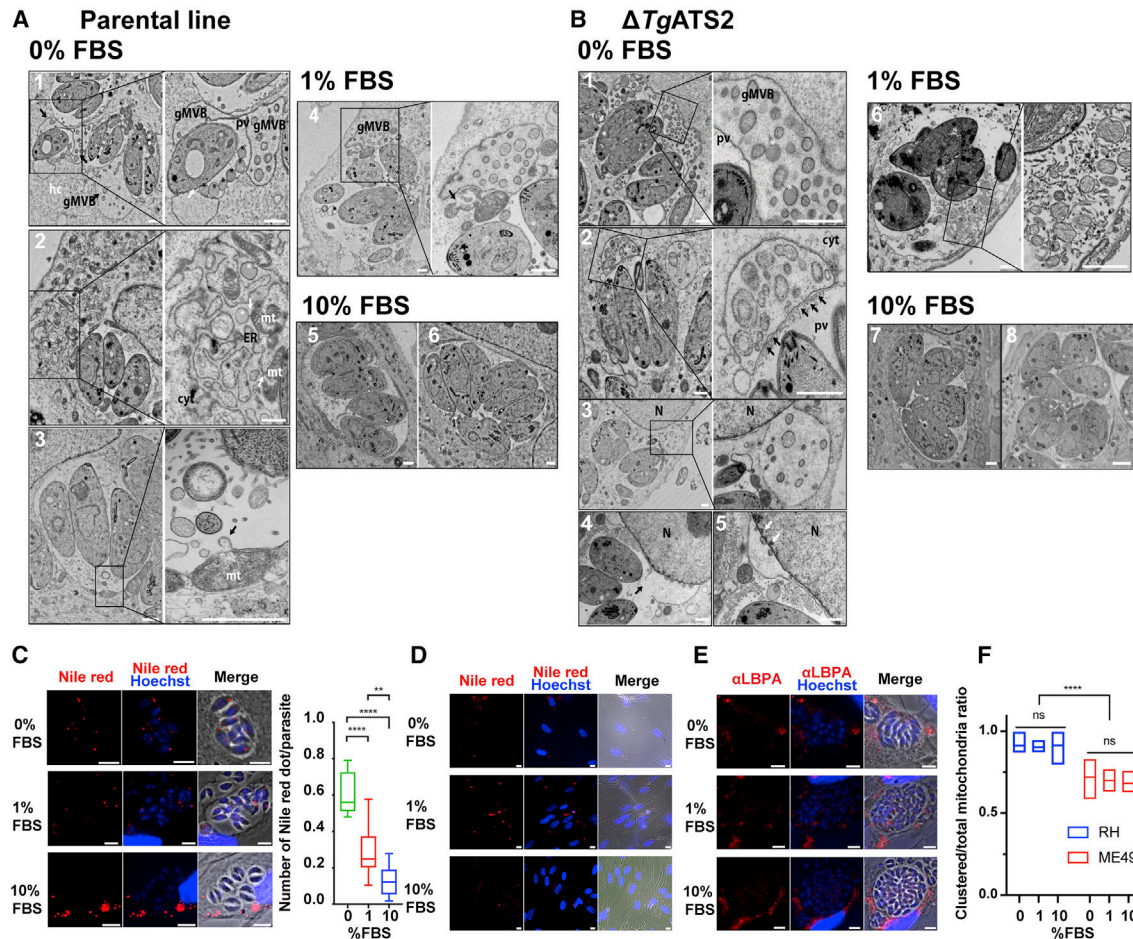 A Parental line
0% FBS
1
gMVB
pv
gMVB
hc
gMVB
2
mt
ER
mt
cyt
3
mt
1% FBS
4
gMVB
10% FBS
5
6
B ΔTgATS2
0% FBS
1
gMVB
pv
2
cyt
pv
3
N
N
4
N
5
N
1% FBS
6
10% FBS
7
8
C
Nile red
Nile red
Hoechst
Merge
0%
FBS
1%
FBS
10%
FBS
Number of Nile red dot/parasite
1.0
0.8
0.6
0.4
0.2
0.0
**
****
****
0 1 10
%FBS
D
Nile red
Nile red
Hoechst
Merge
0%
FBS
1%
FBS
10%
FBS
E
αLBPA
αLBPA
Hoechst
Merge
0%
FBS
1%
FBS
10%
FBS
F
Clustered/total mitochondria ratio
1.0
0.5
0.0
****
ns
ns
RH
ME49
0 1 10 0 1 10
%FBS